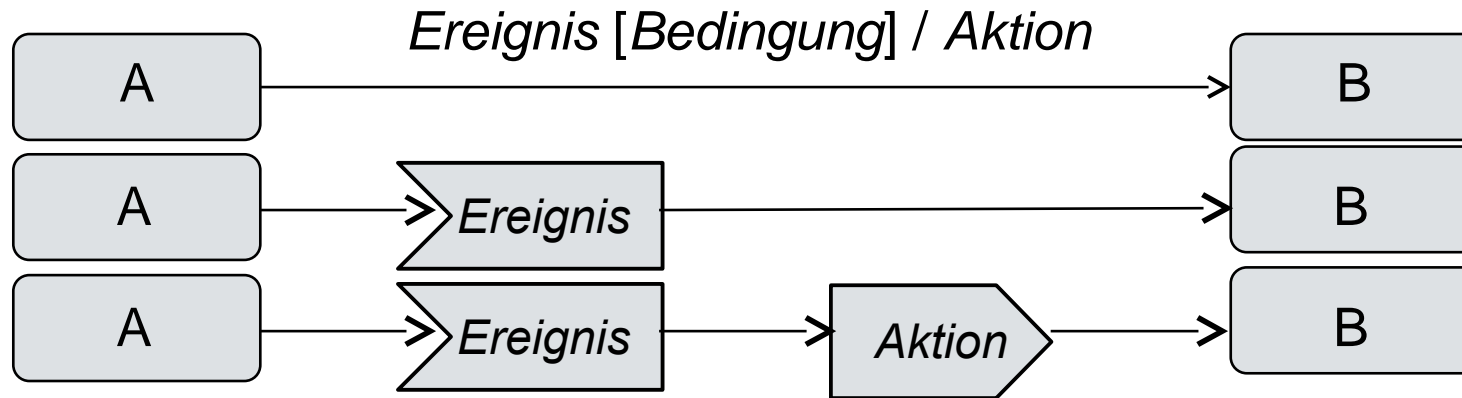 Ereignis [Bedingung] / Aktion
A B
A Ereignis B
A Ereignis Aktion B